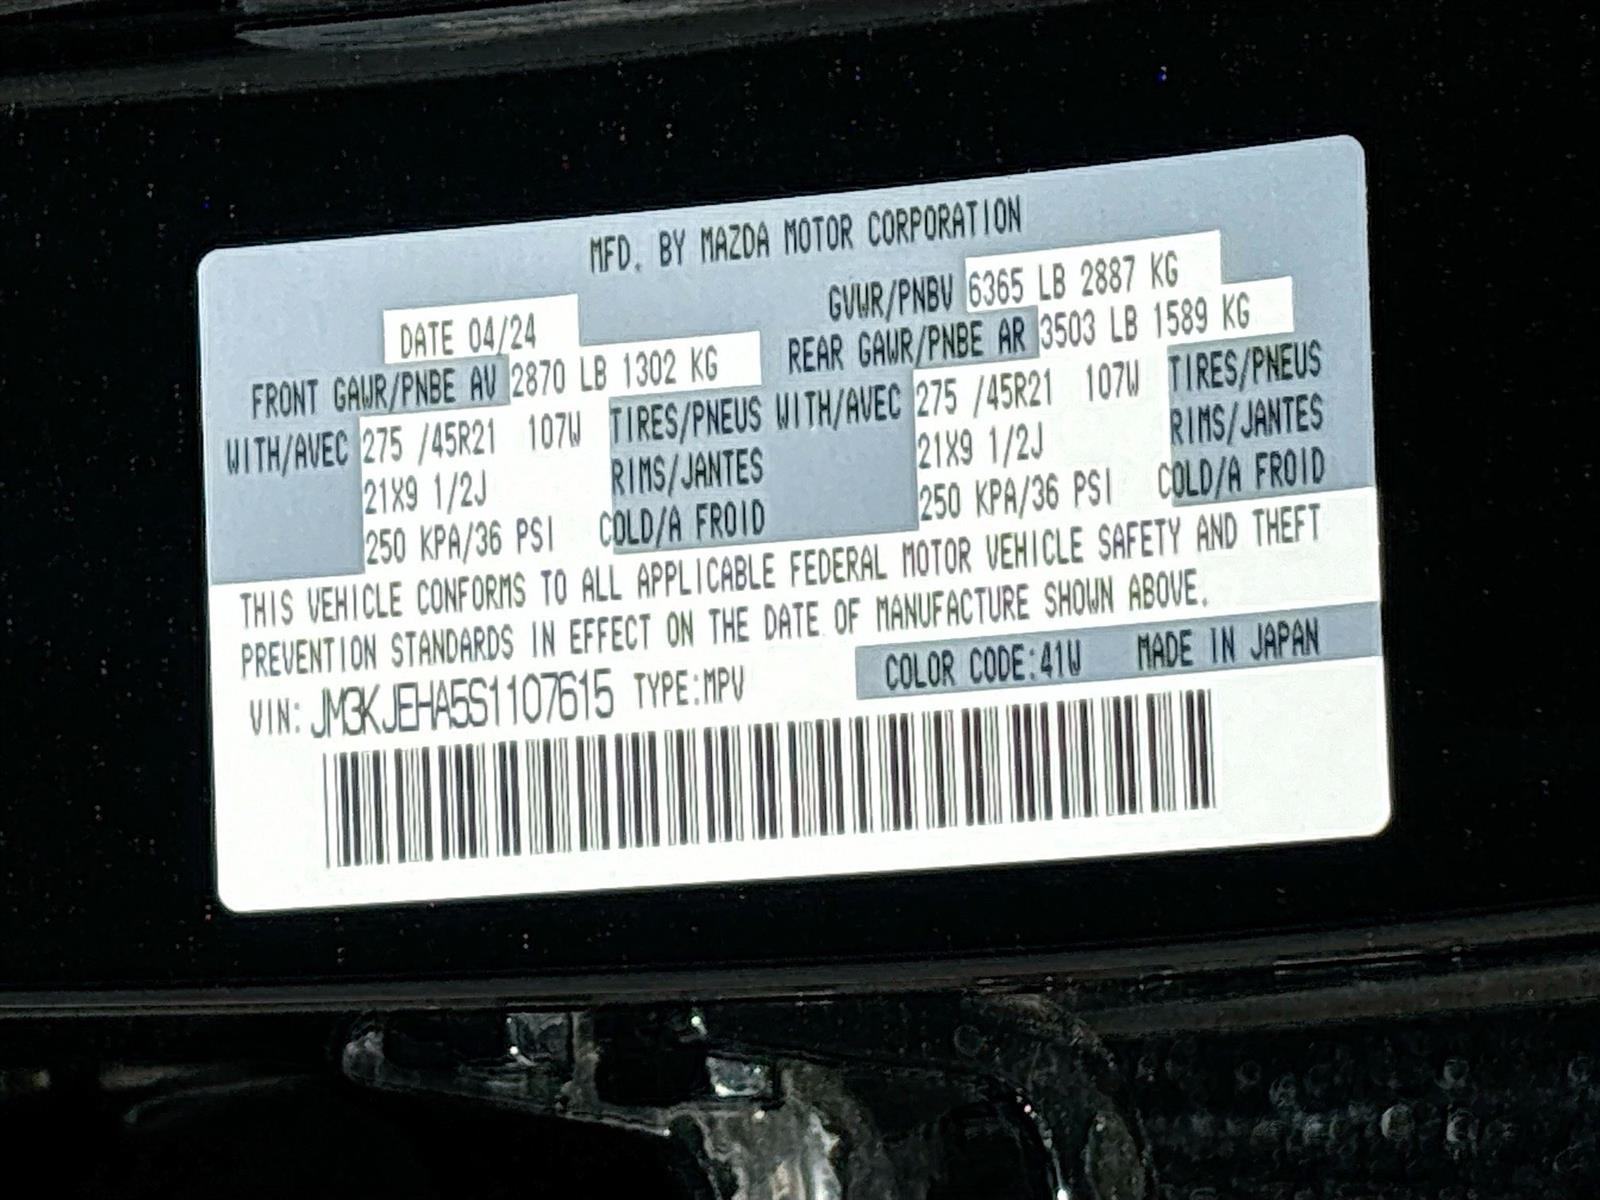 MFD. BY MAZDA MOTOR CORPORATION
DATE 04/24 GVWR/PNBV 6365 LB 2887 KG
FRONT GAWR/PNBE AV 2870 LB 1302 KG REAR GAWR/PNBE AR 3503 LB 1589 KG
WITH/AVEC 275 /45R21 107W TIRES/PNEUS WITH/AVEC 275 /45R21 107W TIRES/PNEUS
21X9 1/2J RIMS/JANTES 21X9 1/2J RIMS/JANTES
250 KPA/36 PSI COLD/A FROID 250 KPA/36 PSI COLD/A FROID
THIS VEHICLE CONFORMS TO ALL APPLICABLE FEDERAL MOTOR VEHICLE SAFETY AND THEFT
PREVENTION STANDARDS IN EFFECT ON THE DATE OF MANUFACTURE SHOWN ABOVE.
VIN: JM3KJEHA5S1107615 TYPE:MPV COLOR CODE:41W MADE IN JAPAN